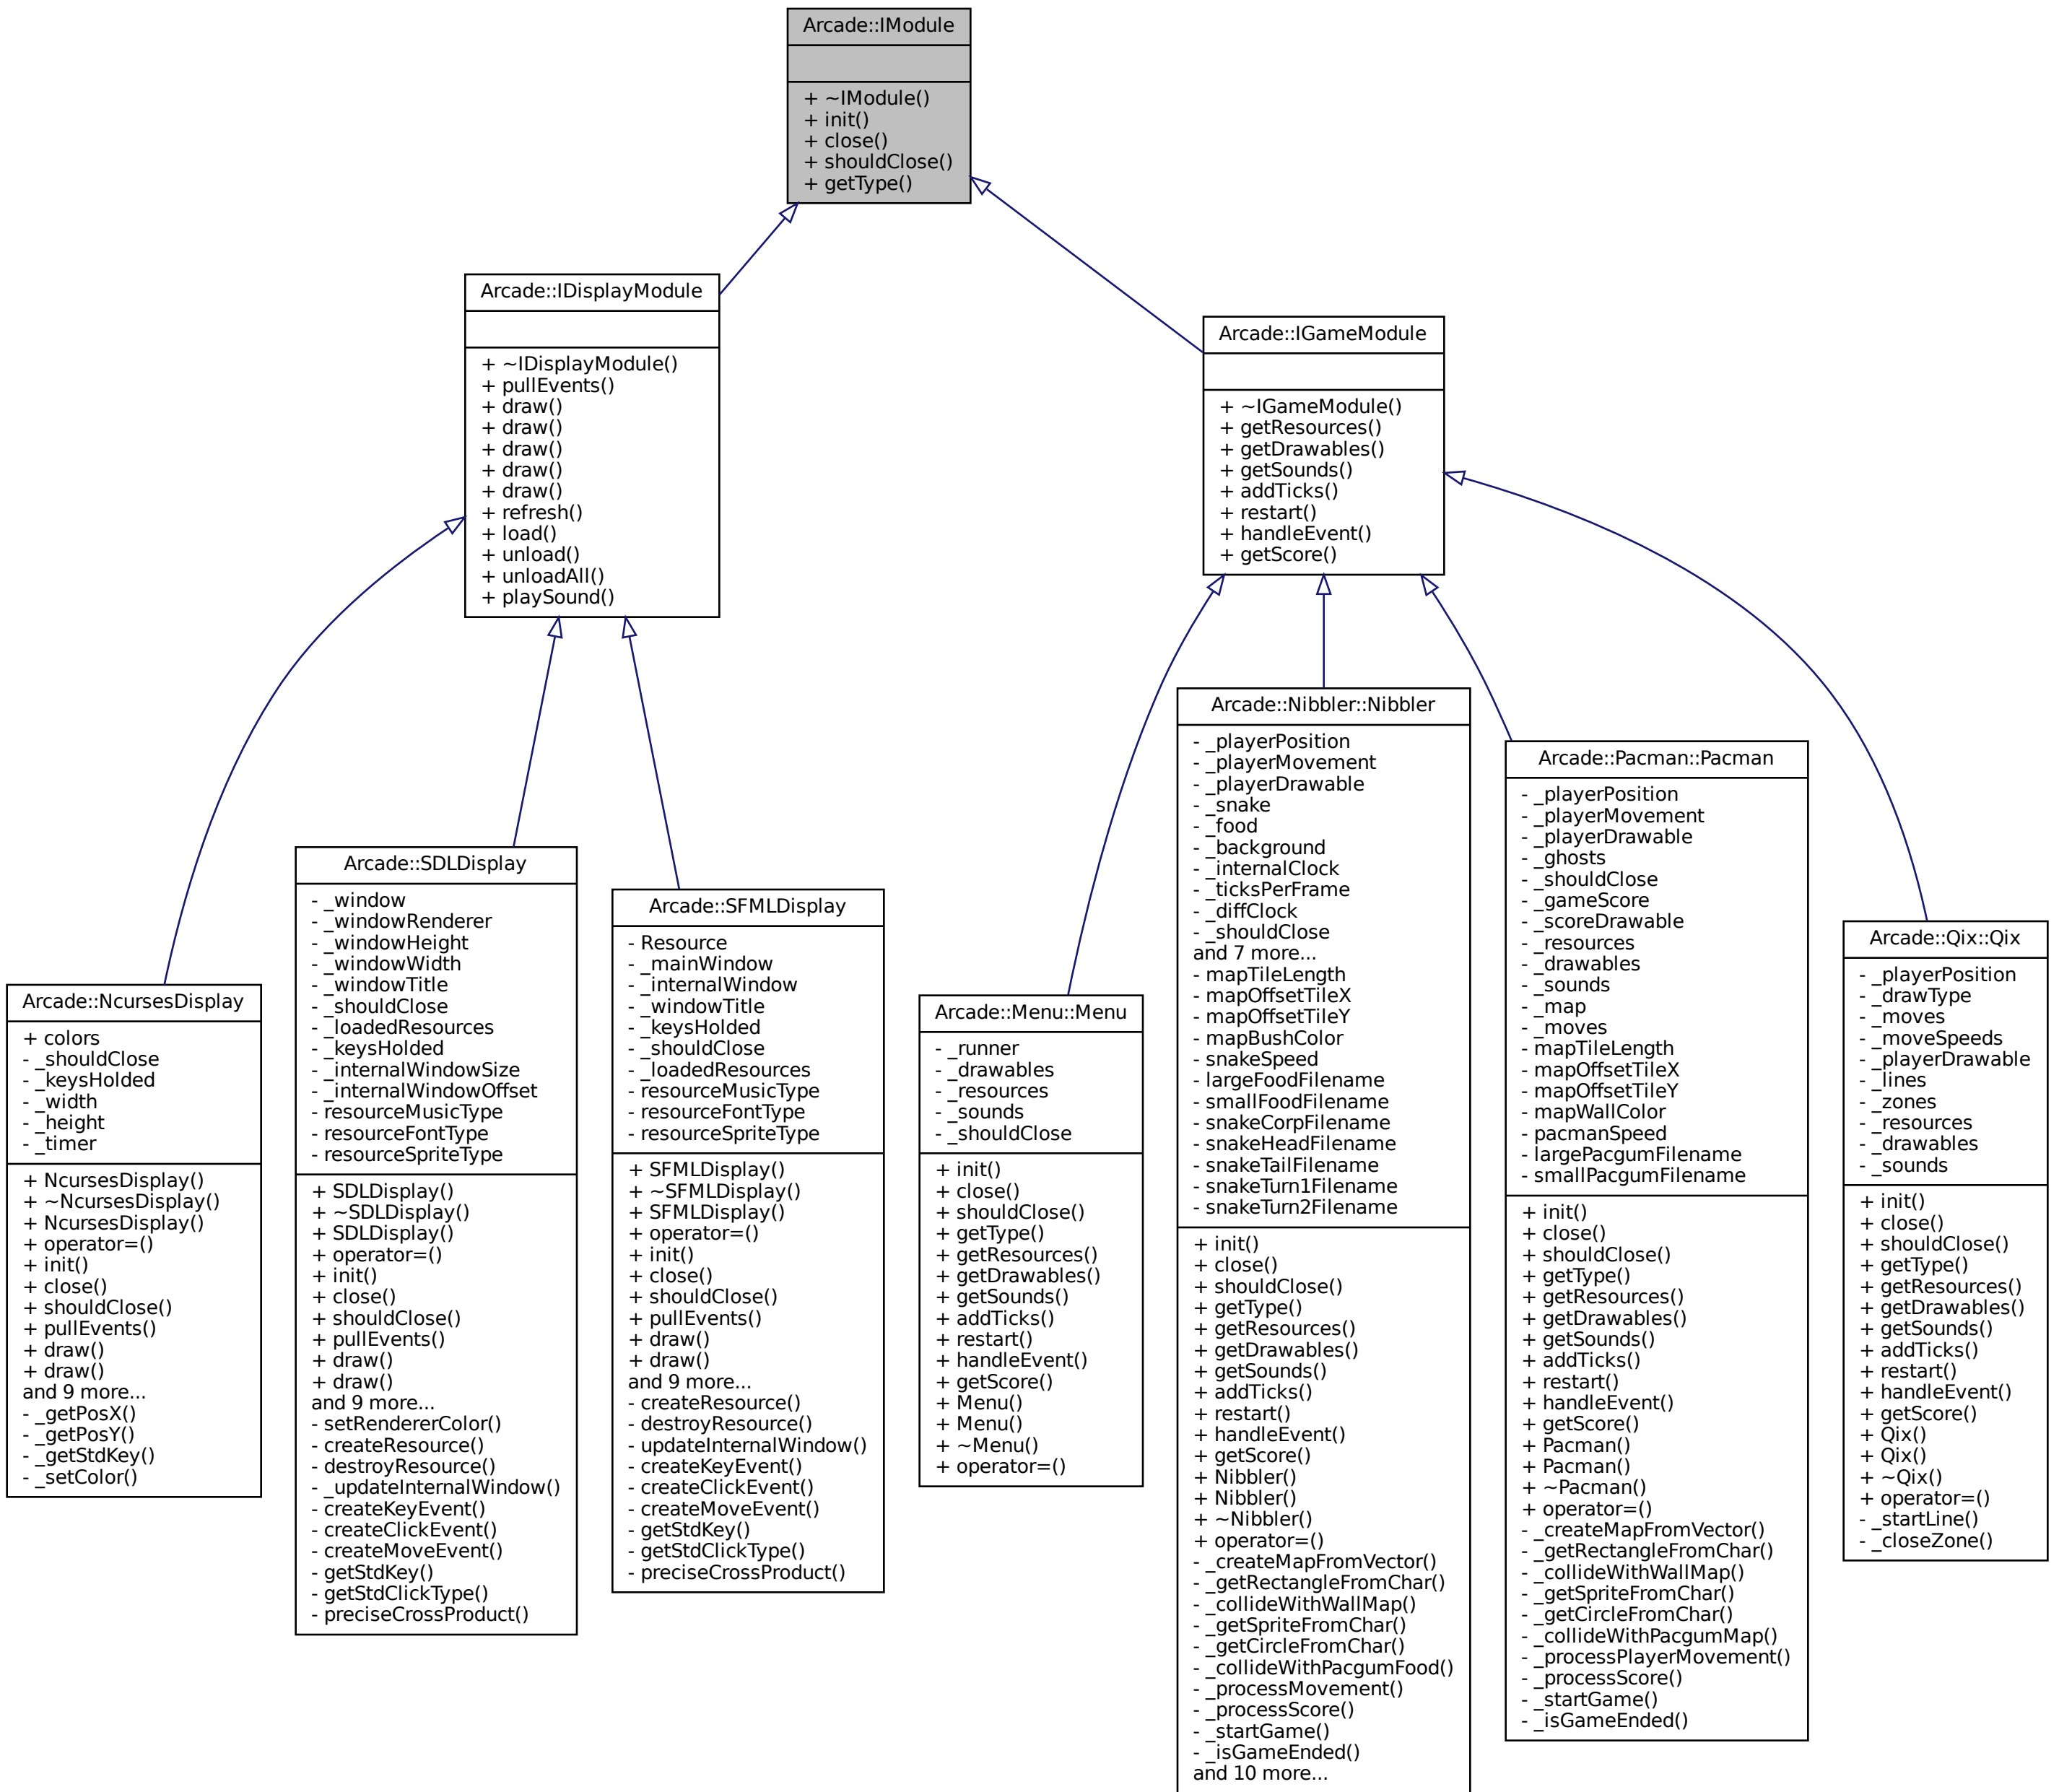 Arcade::IModule
+ ~IModule()
+ init()
+ close()
+ shouldClose()
+ getType()
Arcade::IDisplayModule
+ ~IDisplayModule()
+ pullEvents()
+ draw()
+ draw()
+ draw()
+ draw()
+ draw()
+ refresh()
+ load()
+ unload()
+ unloadAll()
+ playSound()
Arcade::IGameModule
+ ~IGameModule()
+ getResources()
+ getDrawables()
+ getSounds()
+ addTicks()
+ restart()
+ handleEvent()
+ getScore()
Arcade::NcursesDisplay
+ colors
- _shouldClose
- _keysHolded
- _width
- _height
- _timer
+ NcursesDisplay()
+ ~NcursesDisplay()
+ NcursesDisplay()
+ operator=()
+ init()
+ close()
+ shouldClose()
+ pullEvents()
+ draw()
+ draw()
and 9 more...
- _getPosX()
- _getPosY()
- _getStdKey()
- _setColor()
Arcade::SDLDisplay
- _window
- _windowRenderer
- _windowHeight
- _windowWidth
- _windowTitle
- _shouldClose
- _loadedResources
- _keysHolded
- _internalWindowSize
- _internalWindowOffset
- resourceMusicType
- resourceFontType
- resourceSpriteType
+ SDLDisplay()
+ ~SDLDisplay()
+ SDLDisplay()
+ operator=()
+ init()
+ close()
+ shouldClose()
+ pullEvents()
+ draw()
+ draw()
and 9 more...
- setRendererColor()
- createResource()
- destroyResource()
- _updateInternalWindow()
- createKeyEvent()
- createClickEvent()
- createMoveEvent()
- getStdKey()
- getStdClickType()
- preciseCrossProduct()
Arcade::SFMLDisplay
- Resource
- _mainWindow
- _internalWindow
- _windowTitle
- _keysHolded
- _shouldClose
- _loadedResources
- resourceMusicType
- resourceFontType
- resourceSpriteType
+ SFMLDisplay()
+ ~SFMLDisplay()
+ SFMLDisplay()
+ operator=()
+ init()
+ close()
+ shouldClose()
+ pullEvents()
+ draw()
+ draw()
and 9 more...
- createResource()
- destroyResource()
- updateInternalWindow()
- createKeyEvent()
- createClickEvent()
- createMoveEvent()
- getStdKey()
- getStdClickType()
- preciseCrossProduct()
Arcade::Menu::Menu
- _runner
- _drawables
- _resources
- _sounds
- _shouldClose
+ init()
+ close()
+ shouldClose()
+ getType()
+ getResources()
+ getDrawables()
+ getSounds()
+ addTicks()
+ restart()
+ handleEvent()
+ getScore()
+ Menu()
+ Menu()
+ ~Menu()
+ operator=()
Arcade::Nibbler::Nibbler
- _playerPosition
- _playerMovement
- _playerDrawable
- _snake
- _food
- _background
- _internalClock
- _ticksPerFrame
- _diffClock
- _shouldClose
and 7 more...
- mapTileLength
- mapOffsetTileX
- mapOffsetTileY
- mapBushColor
- snakeSpeed
- largeFoodFilename
- smallFoodFilename
- snakeCorpFilename
- snakeHeadFilename
- snakeTailFilename
- snakeTurn1Filename
- snakeTurn2Filename
+ init()
+ close()
+ shouldClose()
+ getType()
+ getResources()
+ getDrawables()
+ getSounds()
+ addTicks()
+ restart()
+ handleEvent()
+ getScore()
+ Nibbler()
+ Nibbler()
+ ~Nibbler()
+ operator=()
- _createMapFromVector()
- _getRectangleFromChar()
- _collideWithWallMap()
- _getSpriteFromChar()
- _getCircleFromChar()
- _collideWithPacgumFood()
- _processMovement()
- _processScore()
- _startGame()
- _isGameEnded()
and 10 more...
Arcade::Pacman::Pacman
- _playerPosition
- _playerMovement
- _playerDrawable
- _ghosts
- _shouldClose
- _gameScore
- _scoreDrawable
- _resources
- _drawables
- _sounds
- _map
- _moves
- mapTileLength
- mapOffsetTileX
- mapOffsetTileY
- mapWallColor
- pacmanSpeed
- largePacgumFilename
- smallPacgumFilename
+ init()
+ close()
+ shouldClose()
+ getType()
+ getResources()
+ getDrawables()
+ getSounds()
+ addTicks()
+ restart()
+ handleEvent()
+ getScore()
+ Pacman()
+ Pacman()
+ ~Pacman()
+ operator=()
- _createMapFromVector()
- _getRectangleFromChar()
- _collideWithWallMap()
- _getSpriteFromChar()
- _getCircleFromChar()
- _collideWithPacgumMap()
- _processPlayerMovement()
- _processScore()
- _startGame()
- _isGameEnded()
Arcade::Qix::Qix
- _playerPosition
- _drawType
- _moves
- _moveSpeeds
- _playerDrawable
- _lines
- _zones
- _resources
- _drawables
- _sounds
+ init()
+ close()
+ shouldClose()
+ getType()
+ getResources()
+ getDrawables()
+ getSounds()
+ addTicks()
+ restart()
+ handleEvent()
+ getScore()
+ Qix()
+ Qix()
+ ~Qix()
+ operator=()
- _startLine()
- _closeZone()